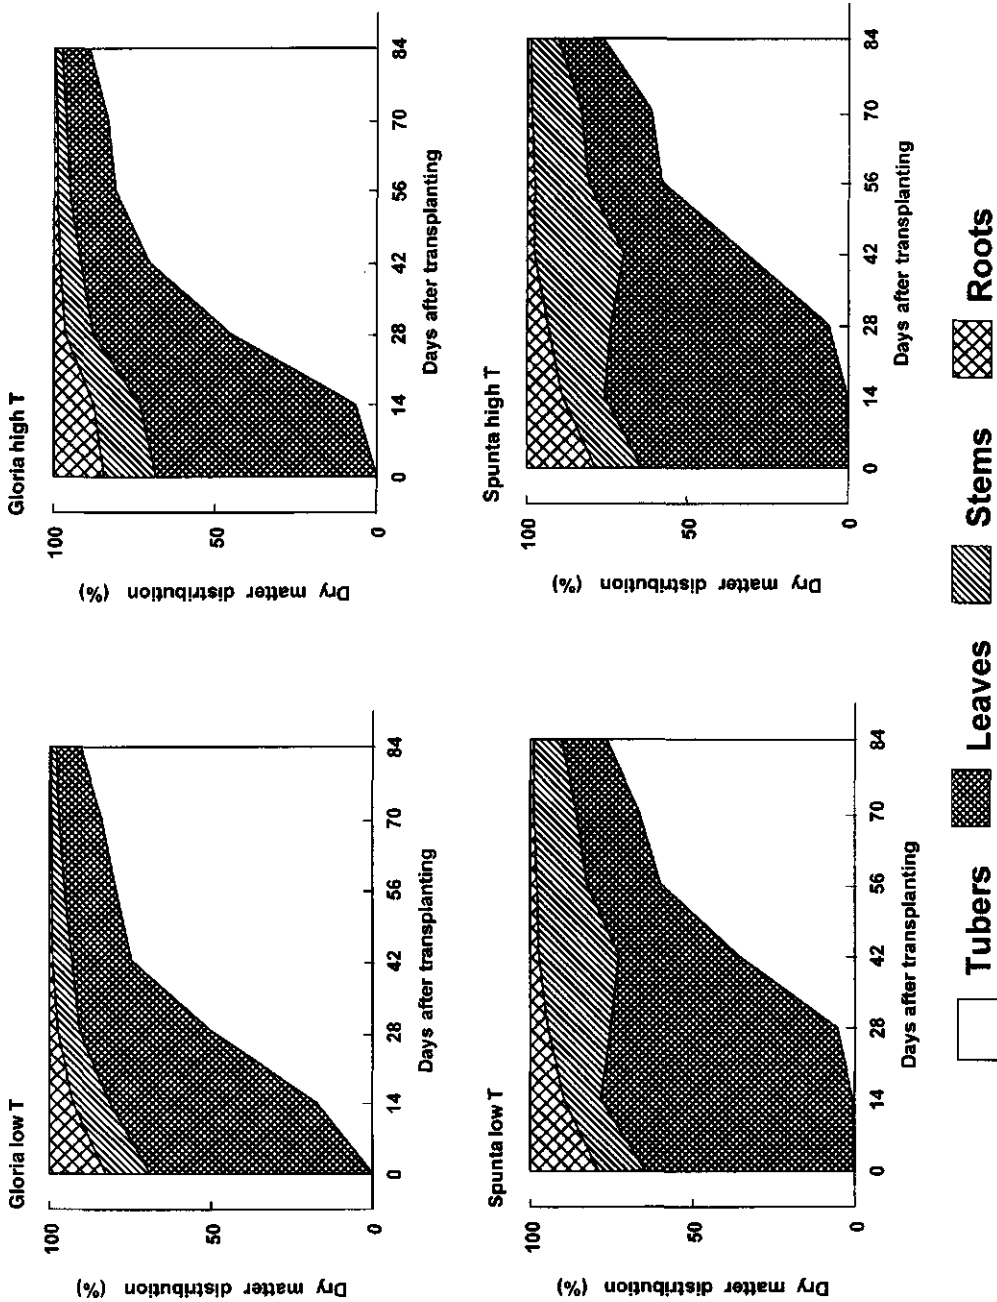 Gloria low T
Dry matter distribution (%)
100
50
0
0 14 28 42 56 70 84
Days after transplanting
Gloria high T
Dry matter distribution (%)
100
50
0
0 14 28 42 56 70 84
Days after transplanting
Spunta low T
Dry matter distribution (%)
100
50
0
0 14 28 42 56 70 84
Days after transplanting
Spunta high T
Dry matter distribution (%)
100
50
0
0 14 28 42 56 70 84
Days after transplanting
Tubers Leaves Stems Roots